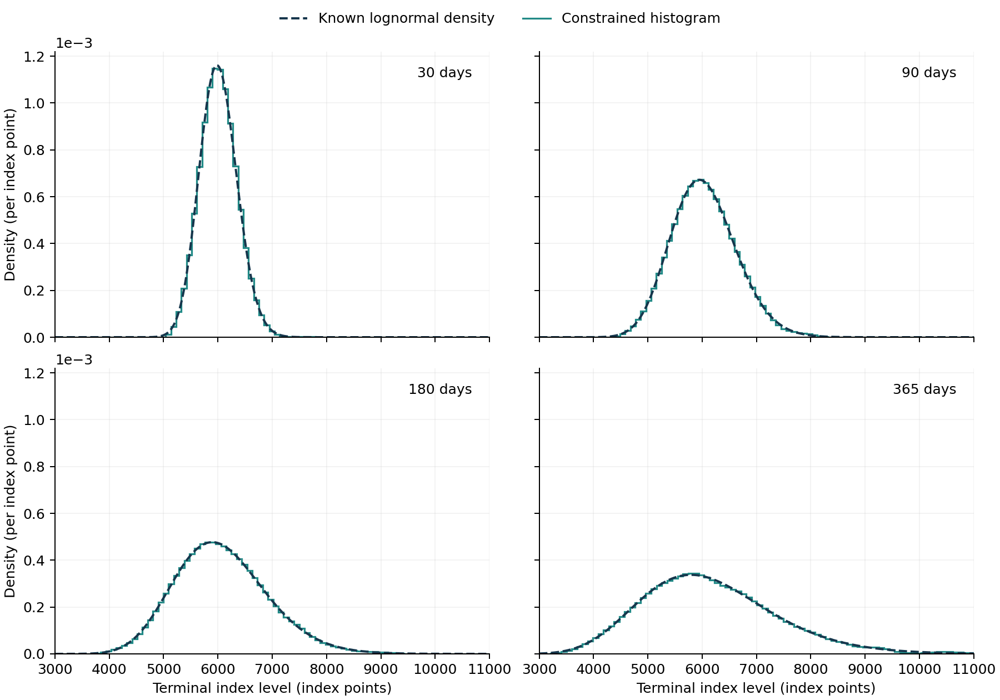 Known lognormal density
Constrained histogram
1e−3
30 days
90 days
1.2
1.0
0.8
0.6
0.4
0.2
0.0
Density (per index point)
1e−3
180 days
365 days
1.2
1.0
0.8
0.6
0.4
0.2
0.0
Density (per index point)
3000 4000 5000 6000 7000 8000 9000 10000 11000
3000 4000 5000 6000 7000 8000 9000 10000 11000
Terminal index level (index points)
Terminal index level (index points)